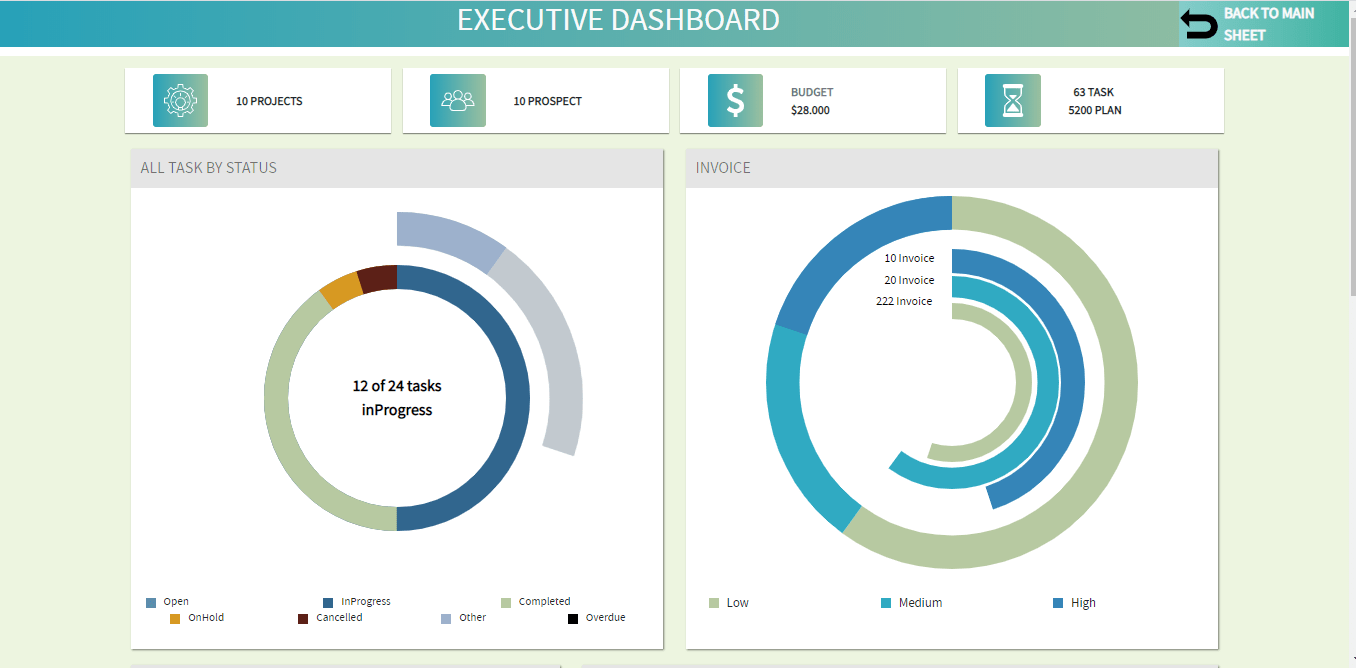 EXECUTIVE DASHBOARD
BACK TO MAIN
SHEET
10 PROJECTS
10 PROSPECT
BUDGET
$28.000
63 TASK
5200 PLAN
ALL TASK BY STATUS
12 of 24 tasks
inProgress
Open
InProgress
Completed
OnHold
Cancelled
Other
Overdue
INVOICE
10 Invoice
20 Invoice
222 Invoice
Low
Medium
High